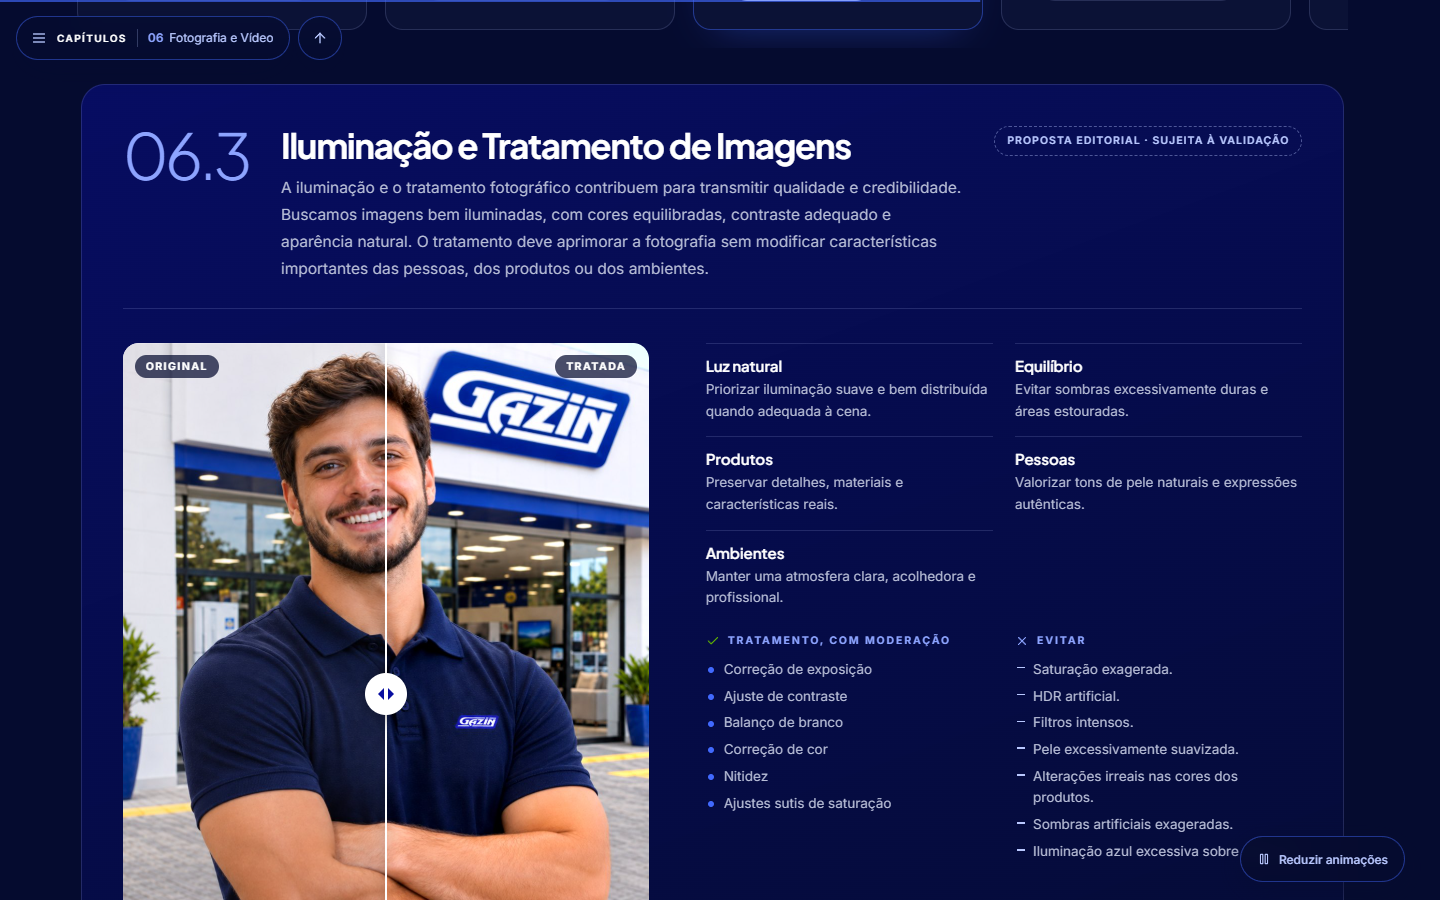 CAPÍTULOS
06 Fotografia e Vídeo
06.3
Iluminação e Tratamento de Imagens
PROPOSTA EDITORIAL · SUJEITA À VALIDAÇÃO
A iluminação e o tratamento fotográfico contribuem para transmitir qualidade e credibilidade.
Buscamos imagens bem iluminadas, com cores equilibradas, contraste adequado e
aparência natural. O tratamento deve aprimorar a fotografia sem modificar características
importantes das pessoas, dos produtos ou dos ambientes.
ORIGINAL
TRATADA
GAZIN
GAZIN
Luz natural
Priorizar iluminação suave e bem distribuída
quando adequada à cena.
Equilíbrio
Evitar sombras excessivamente duras e
áreas estouradas.
Produtos
Preservar detalhes, materiais e
características reais.
Pessoas
Valorizar tons de pele naturais e expressões
autênticas.
Ambientes
Manter uma atmosfera clara, acolhedora e
profissional.
TRATAMENTO, COM MODERAÇÃO
Correção de exposição
Ajuste de contraste
Balanço de branco
Correção de cor
Nitidez
Ajustes sutis de saturação
EVITAR
Saturação exagerada.
HDR artificial.
Filtros intensos.
Pele excessivamente suavizada.
Alterações irreais nas cores dos
produtos.
Sombras artificiais exageradas.
Iluminação azul excessiva sobre
Reduzir animações